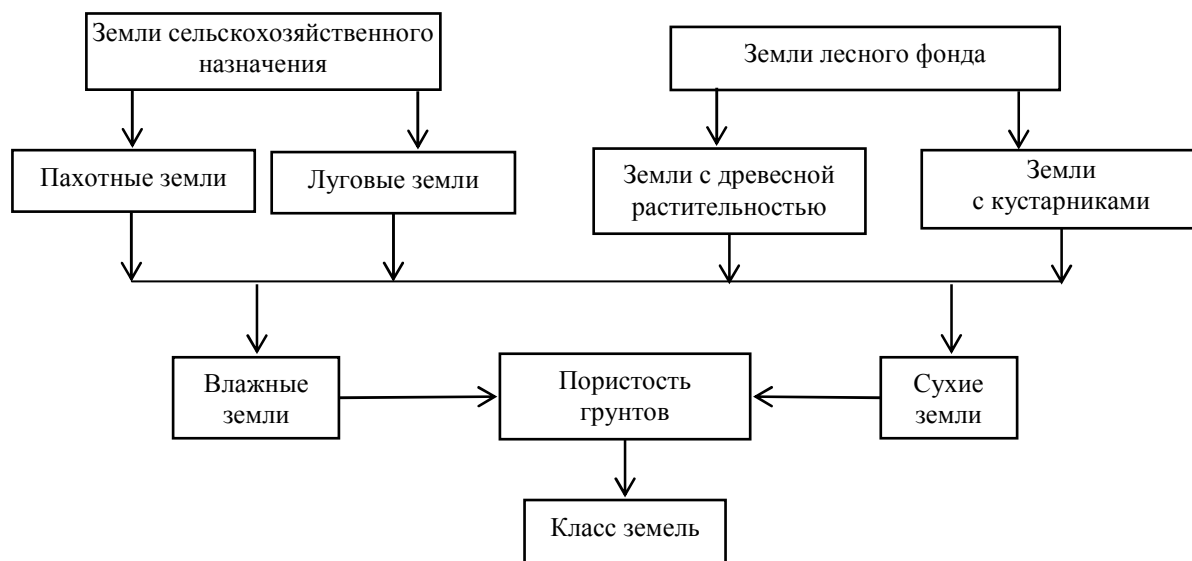 Земли сельскохозяйственного
назначения
Земли лесного фонда
Пахотные земли
Луговые земли
Земли с древесной
растительностью
Земли
с кустарниками
Влажные
земли
Пористость
грунтов
Сухие
земли
Класс земель